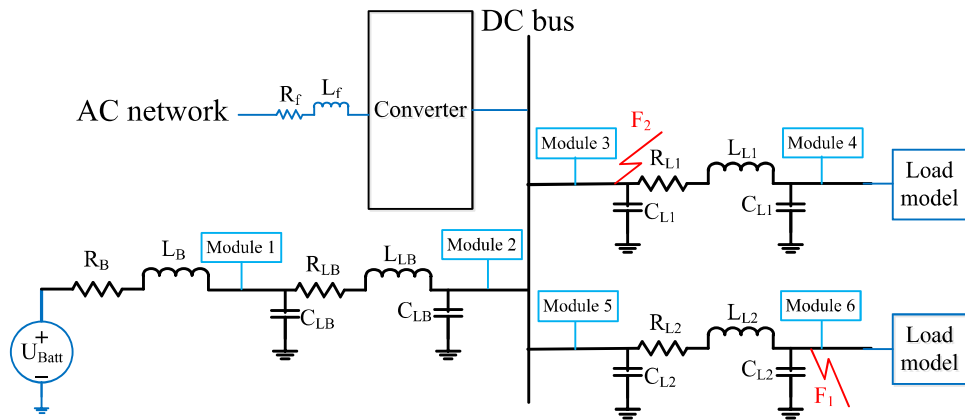 DC bus
AC network
Rf
Lf
Converter
F2
Module 3
RL1
LL1
Module 4
Load
model
CL1
CL1
RB
LB
Module 1
RLB
LLB
Module 2
CLB
CLB
+
UBatt
−
Module 5
RL2
LL2
Module 6
Load
model
CL2
CL2
F1